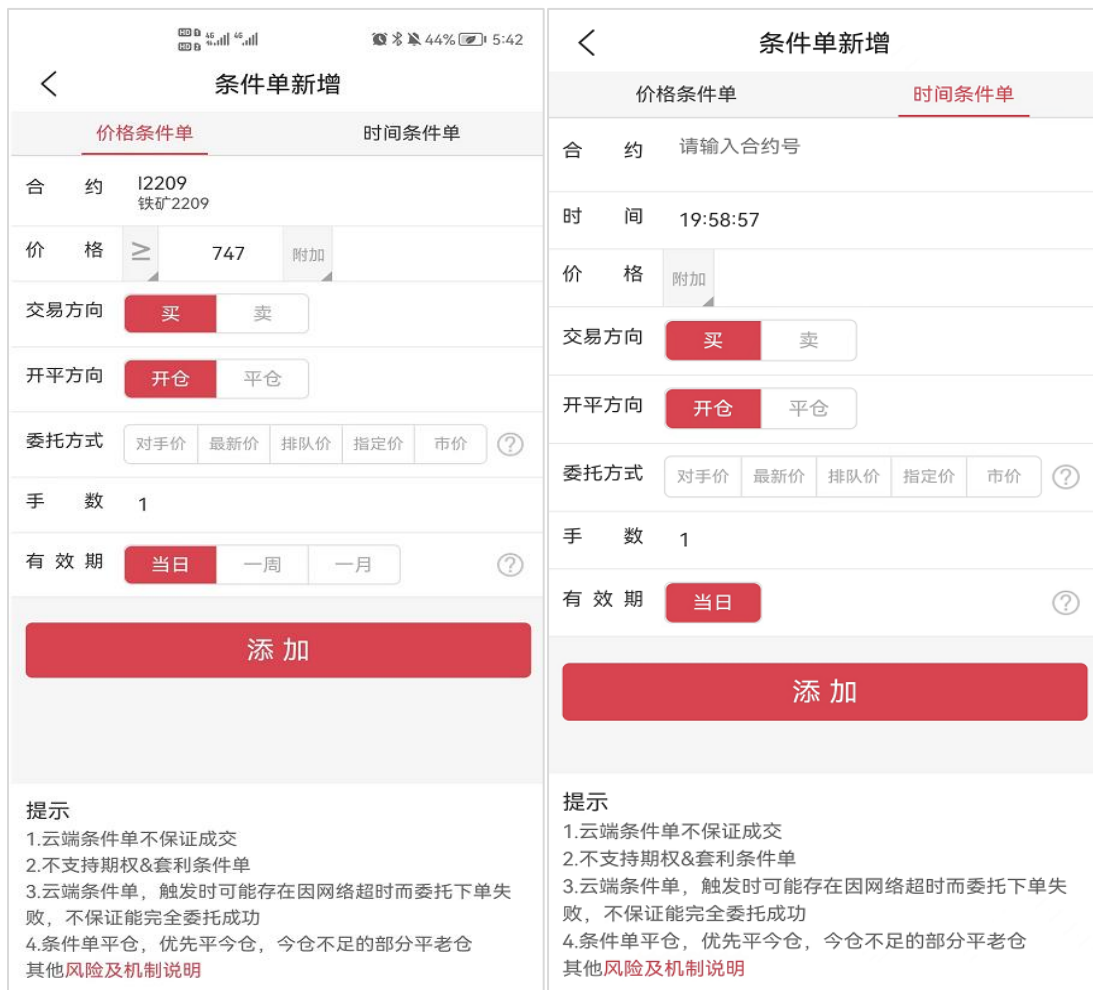 HD 1 4G 4G 44% 5:42
HD 2
条件单新增
价格条件单 时间条件单
合 约 I2209
铁矿2209
价 格 ≥ 747 附加
交易方向 买 卖
开平方向 开仓 平仓
委托方式 对手价 最新价 排队价 指定价 市价 ?
手 数 1
有 效 期 当日 一周 一月 ?
添 加
提示
1.云端条件单不保证成交
2.不支持期权&套利条件单
3.云端条件单，触发时可能存在因网络超时而委托下单失
败，不保证能完全委托成功
4.条件单平仓，优先平今仓，今仓不足的部分平老仓
其他风险及机制说明
条件单新增
价格条件单 时间条件单
合 约 请输入合约号
时 间 19:58:57
价 格 附加
交易方向 买 卖
开平方向 开仓 平仓
委托方式 对手价 最新价 排队价 指定价 市价 ?
手 数 1
有 效 期 当日 ?
添 加
提示
1.云端条件单不保证成交
2.不支持期权&套利条件单
3.云端条件单，触发时可能存在因网络超时而委托下单失
败，不保证能完全委托成功
4.条件单平仓，优先平今仓，今仓不足的部分平老仓
其他风险及机制说明